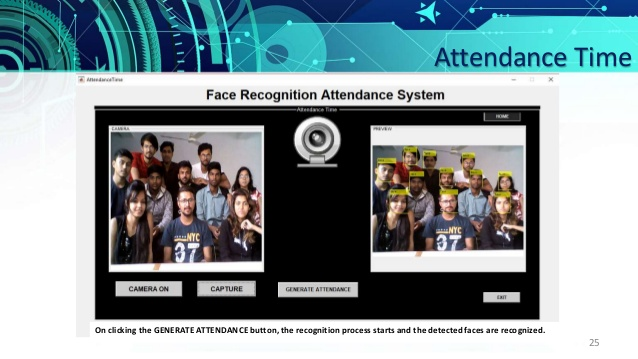 Attendance Time
AttendanceTime
Face Recognition Attendance System
Attendance Time
HOME
CAMERA
PREVIEW
NYC
37
NYC
37
CAMERA ON
CAPTURE
GENERATE ATTENDANCE
EXIT
On clicking the GENERATE ATTENDANCE button, the recognition process starts and the detected faces are recognized.
25